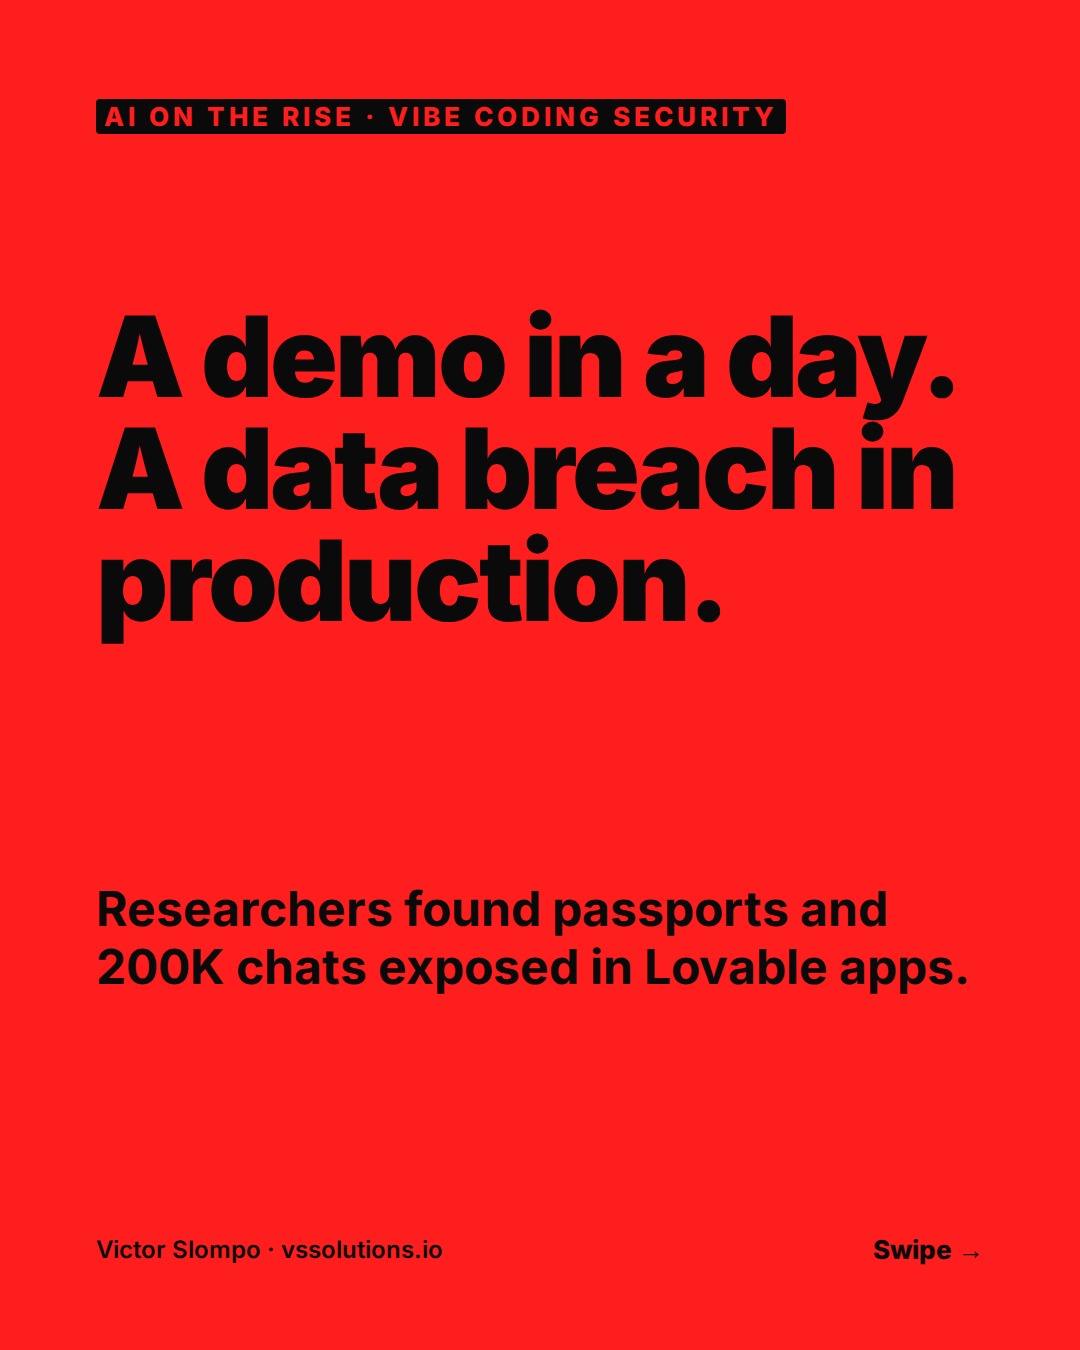 AI ON THE RISE · VIBE CODING SECURITY
A demo in a day.
A data breach in
production.
Researchers found passports and
200K chats exposed in Lovable apps.
Victor Slompo · vssolutions.io
Swipe →